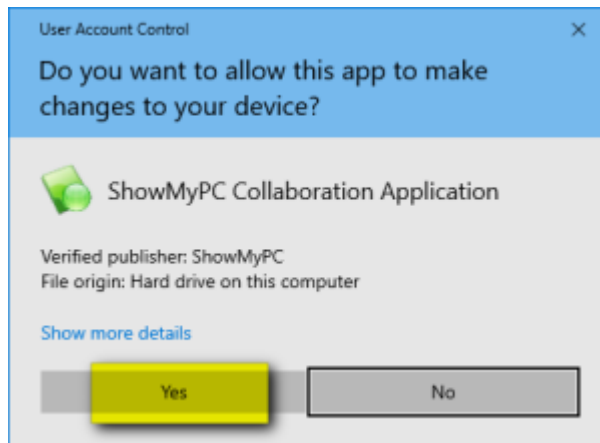 User Account Control
Do you want to allow this app to make
changes to your device?
ShowMyPC Collaboration Application
Verified publisher: ShowMyPC
File origin: Hard drive on this computer
Show more details
Yes
No